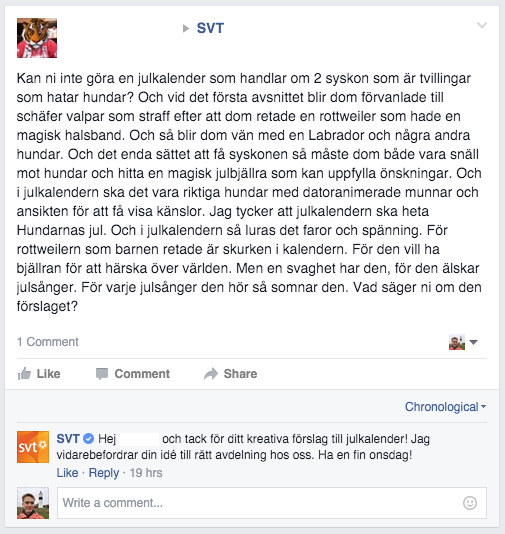 SVT
Kan ni inte göra en julkalender som handlar om 2 syskon som är tvillingar
som hatar hundar? Och vid det första avsnittet blir dom förvanlade till
schäfer valpar som straff efter att dom retade en rottweiler som hade en
magisk halsband. Och så blir dom vän med en Labrador och några andra
hundar. Och det enda sättet att få syskonen så måste dom både vara snäll
mot hundar och hitta en magisk julbjällra som kan uppfylla önskningar. Och
i julkalendern ska det vara riktiga hundar med datoranimerade munnar och
ansikten för att få visa känslor. Jag tycker att julkalendern ska heta
Hundarnas jul. Och i julkalendern så luras det faror och spänning. För
rottweilern som barnen retade är skurken i kalendern. För den vill ha
bjällran för att härska över världen. Men en svaghet har den, för den älskar
julsånger. För varje julsånger den hör så somnar den. Vad säger ni om den
förslaget?
1 Comment
Like Comment Share
Chronological
svt
SVT Hej och tack för ditt kreativa förslag till julkalender! Jag
vidarebefordrar din idé till rätt avdelning hos oss. Ha en fin onsdag!
Like · Reply · 19 hrs
Write a comment...